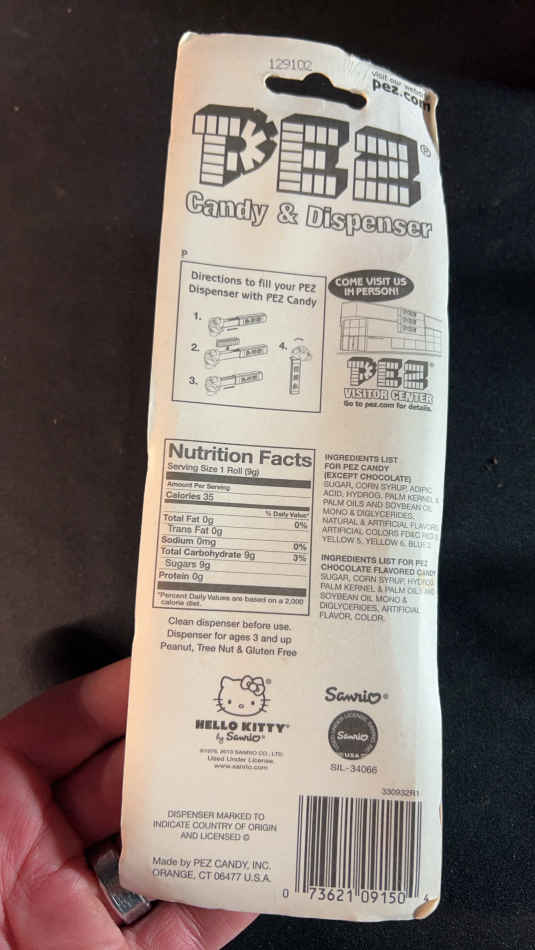 129102
visit our website
pez.com
PEZ®
Candy & Dispenser
P
Directions to fill your PEZ
Dispenser with PEZ Candy
1.
2.
3.
4.
COME VISIT US
IN PERSON!
PEZ
VISITOR CENTER
Go to pez.com for details.
Nutrition Facts
Serving Size 1 Roll (9g)
Amount Per Serving
Calories 35
% Daily Value*
Total Fat 0g 0%
Trans Fat 0g
Sodium 0mg 0%
Total Carbohydrate 9g 3%
Sugars 9g
Protein 0g
*Percent Daily Values are based on a 2,000
calorie diet.
INGREDIENTS LIST
FOR PEZ CANDY
(EXCEPT CHOCOLATE)
SUGAR, CORN SYRUP, ADIPIC
ACID, HYDROG. PALM KERNEL &
PALM OILS AND SOYBEAN OIL
MONO & DIGLYCERIDES,
NATURAL & ARTIFICIAL FLAVORS
ARTIFICIAL COLORS FD&C RED 3,
YELLOW 5, YELLOW 6, BLUE 2.
INGREDIENTS LIST FOR PEZ
CHOCOLATE FLAVORED CANDY
SUGAR, CORN SYRUP, HYDROG
PALM KERNEL & PALM OILS AND
SOYBEAN OIL MONO &
DIGLYCERIDES, ARTIFICIAL
FLAVOR, COLOR.
Clean dispenser before use.
Dispenser for ages 3 and up
Peanut, Tree Nut & Gluten Free
HELLO KITTY®
by Sanrio®
©1976, 2013 SANRIO CO., LTD.
Used Under License.
www.sanrio.com
Sanrio®
Sanrio
USA
SIL-34066
330932R1
DISPENSER MARKED TO
INDICATE COUNTRY OF ORIGIN
AND LICENSED ©
Made by PEZ CANDY, INC.
ORANGE, CT 06477 U.S.A.
0 73621 09150 4